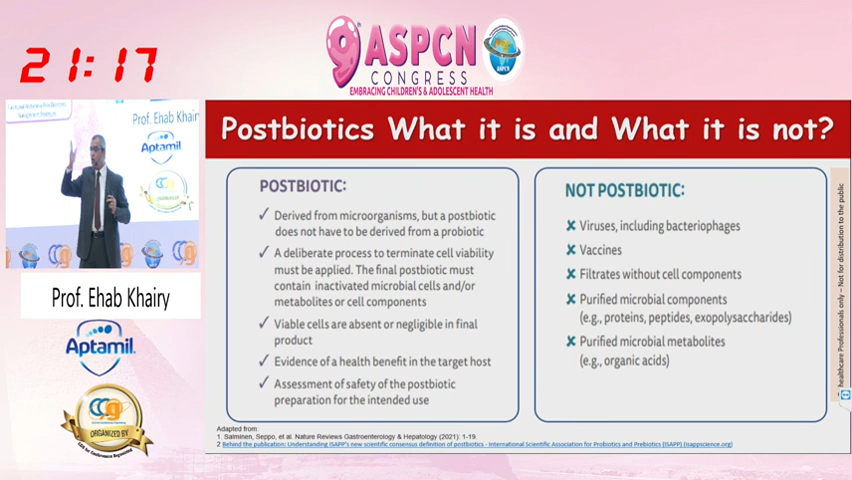 21:17
9th ASPCN
CONGRESS
EMBRACING CHILDREN'S & ADOLESCENT HEALTH
Prof. Ehab Khairy
Aptamil
Postbiotics What it is and What it is not?
POSTBIOTIC:
✓ Derived from microorganisms, but a postbiotic
does not have to be derived from a probiotic
✓ A deliberate process to terminate cell viability
must be applied. The final postbiotic must
contain inactivated microbial cells and/or
metabolites or cell components
✓ Viable cells are absent or negligible in final
product
✓ Evidence of a health benefit in the target host
✓ Assessment of safety of the postbiotic
preparation for the intended use
NOT POSTBIOTIC:
✘ Viruses, including bacteriophages
✘ Vaccines
✘ Filtrates without cell components
✘ Purified microbial components
(e.g., proteins, peptides, exopolysaccharides)
✘ Purified microbial metabolites
(e.g., organic acids)
healthcare Professionals only – Not for distribution to the public
Adapted from:
1. Salminen, Seppo, et al. Nature Reviews Gastroenterology & Hepatology (2021): 1-19.
2 Behind the publication: Understanding ISAPP's new scientific consensus definition of postbiotics - International Scientific Association for Probiotics and Prebiotics (ISAPP) (isappscience.org)
Prof. Ehab Khairy
Aptamil
CCg
ORGANIZED BY